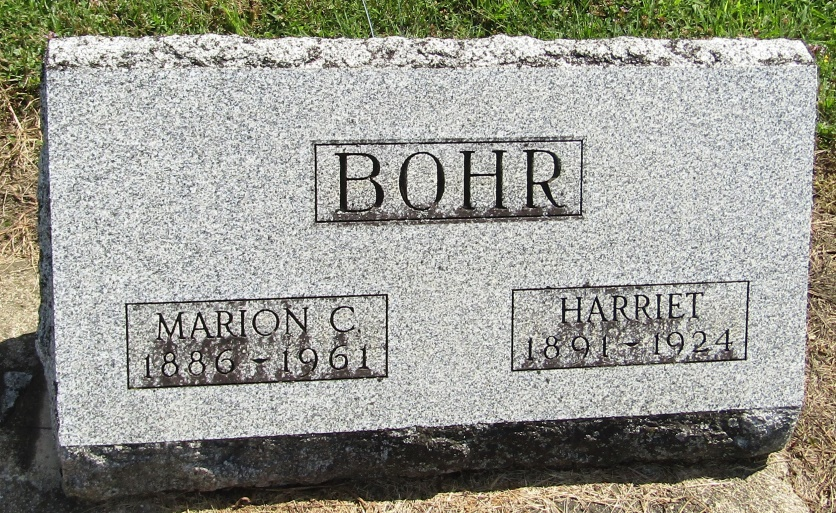 BOHR
MARION C.
1886 - 1961
HARRIET
1891 - 1924